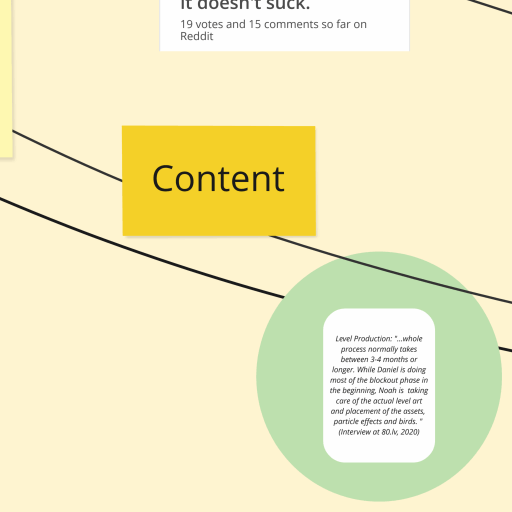 it doesn't suck.
19 votes and 15 comments so far on
Reddit
Content
Level Production: "...whole
process normally takes
between 3-4 months or
longer. While Daniel is doing
most of the blackout phase in
the beginning, Noah is  taking
care of the actual level art
and placement of the assets,
particle effects and birds. "
(Interview at 80.lv, 2020)